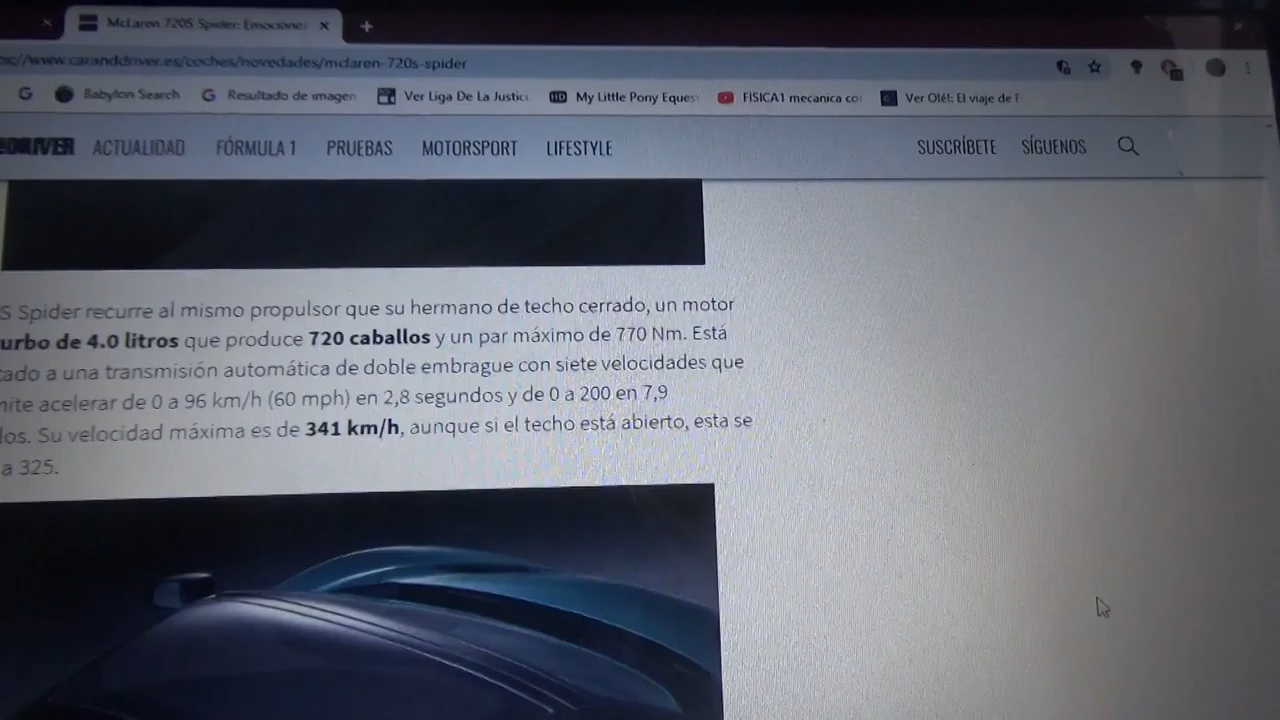 McLaren 720S Spider: Emocione
://www.caranddriver.es/coches/novedades/mclaren-720s-spider
G Babylon Search G Resultado de imagen Ver Liga De La Justic HD My Little Pony Eques FISICA1 mecanica co Ver Olé!: El viaje de F
DRIVER ACTUALIDAD FÓRMULA 1 PRUEBAS MOTORSPORT LIFESTYLE SUSCRÍBETE SÍGUENOS
S Spider recurre al mismo propulsor que su hermano de techo cerrado, un motor
urbo de 4.0 litros que produce 720 caballos y un par máximo de 770 Nm. Está
tado a una transmisión automática de doble embrague con siete velocidades que
mite acelerar de 0 a 96 km/h (60 mph) en 2,8 segundos y de 0 a 200 en 7,9
los. Su velocidad máxima es de 341 km/h, aunque si el techo está abierto, esta se
a 325.